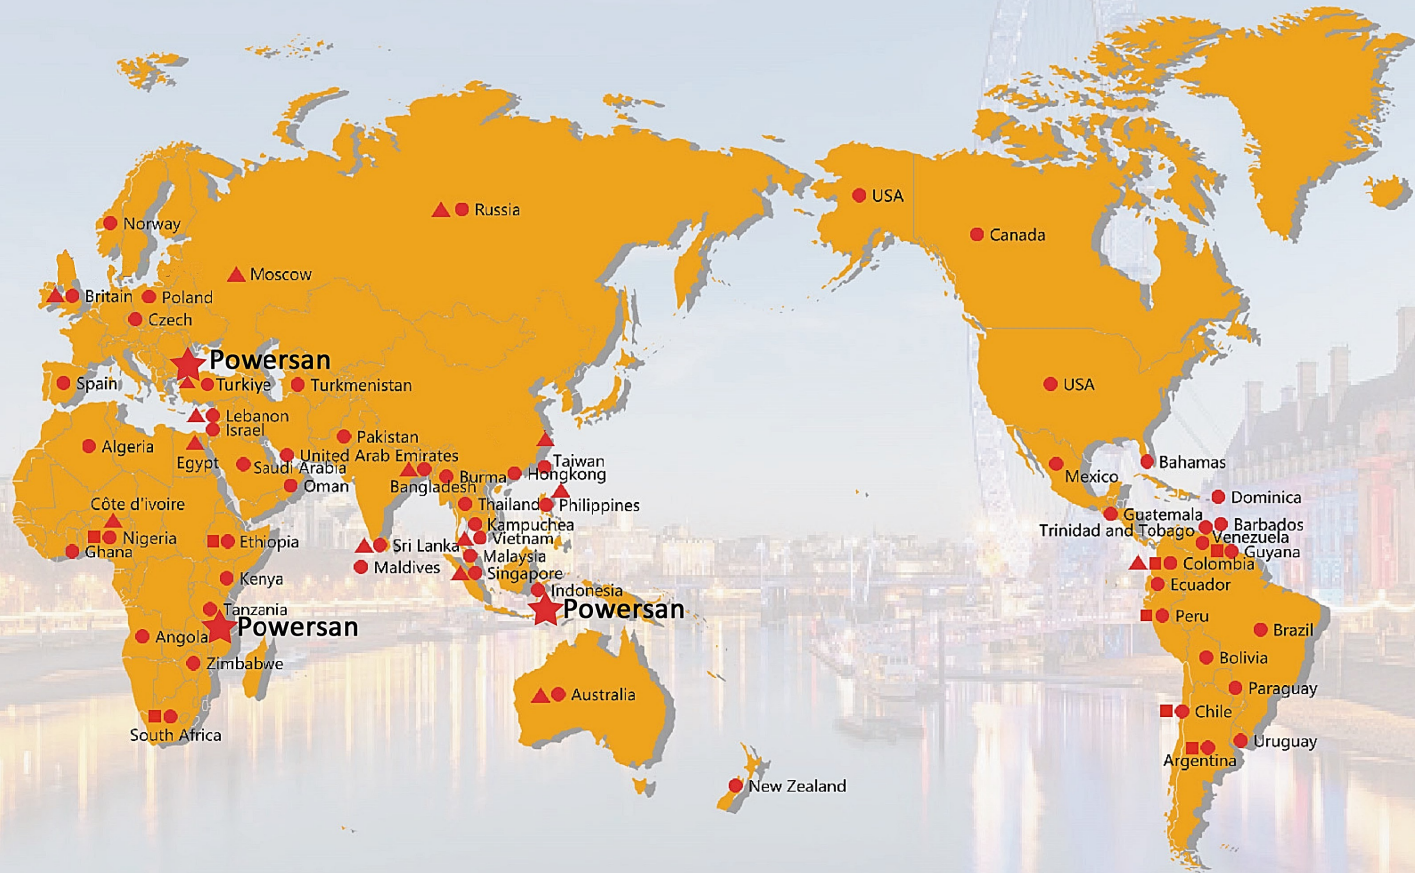 USA
Russia
Norway
Canada
Moscow
Britain
Poland
Czech
Powersan
Spain
Turkiye
Turkmenistan
USA
Lebanon
Israel
Algeria
Pakistan
United Arab Emirates
Egypt
Saudi Arabia
Taiwan
Bahamas
Oman
Bangladesh
Burma
Hongkong
Mexico
Dominica
Côte d'ivoire
Thailand
Philippines
Guatemala
Kampuchea
Trinidad and Tobago
Barbados
Nigeria
Ethiopia
Vietnam
Venezuela
Ghana
Sri Lanka
Malaysia
Guyana
Maldives
Singapore
Colombia
Kenya
Indonesia
Ecuador
Tanzania
Powersan
Peru
Powersan
Angola
Brazil
Zimbabwe
Bolivia
Australia
Paraguay
Chile
South Africa
Uruguay
Argentina
New Zealand